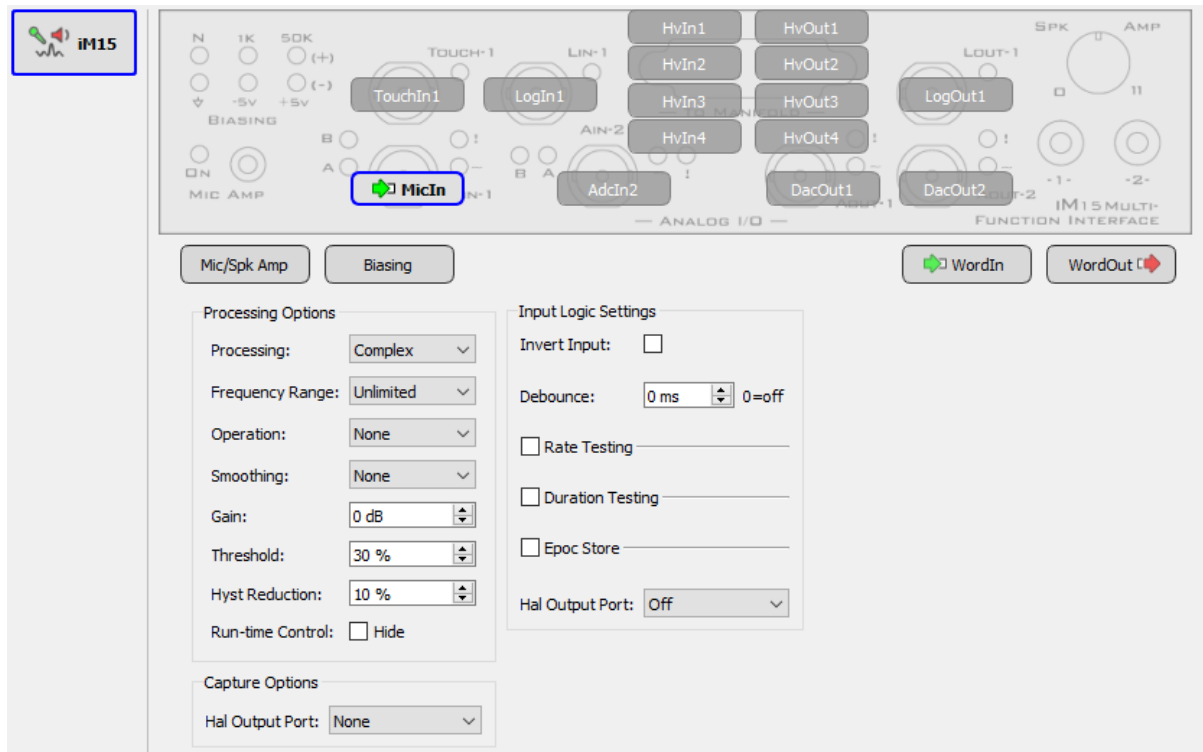 iM15
N 1K 50K
(+)
(-)
-5V +5V
BIASING
ON
MIC AMP
B
A
TOUCH-1
TouchIn1
LIN-1
LogIn1
AIN-2
B A
HvIn1 HvOut1
HvIn2 HvOut2
HvIn3 HvOut3
HvIn4 HvOut4
LOUT-1
LogOut1
SPK AMP
11
-1- -2-
MicIn
AdcIn2
DacOut1
DacOut2
— ANALOG I/O —
iM15 MULTI-
FUNCTION INTERFACE
Mic/Spk Amp Biasing WordIn WordOut
Processing Options
Processing: Complex
Frequency Range: Unlimited
Operation: None
Smoothing: None
Gain: 0 dB
Threshold: 30 %
Hyst Reduction: 10 %
Run-time Control: Hide
Capture Options
Hal Output Port: None
Input Logic Settings
Invert Input:
Debounce: 0 ms 0=off
Rate Testing
Duration Testing
Epoc Store
Hal Output Port: Off